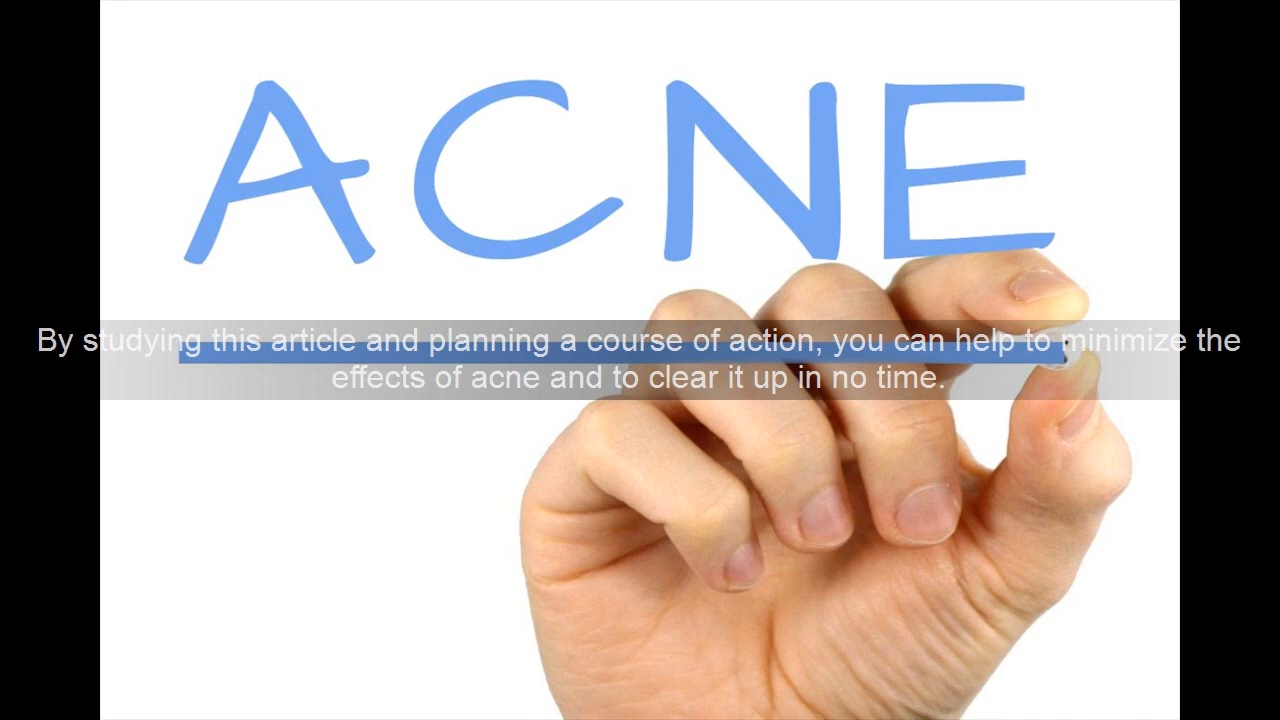 ACNE
By studying this article and planning a course of action, you can help to minimize the
effects of acne and to clear it up in no time.